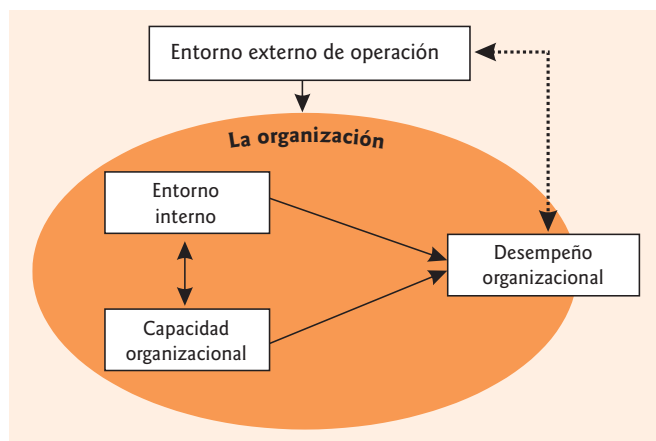 Entorno externo de operación
La organización
Entorno
interno
Desempeño
organizacional
Capacidad
organizacional